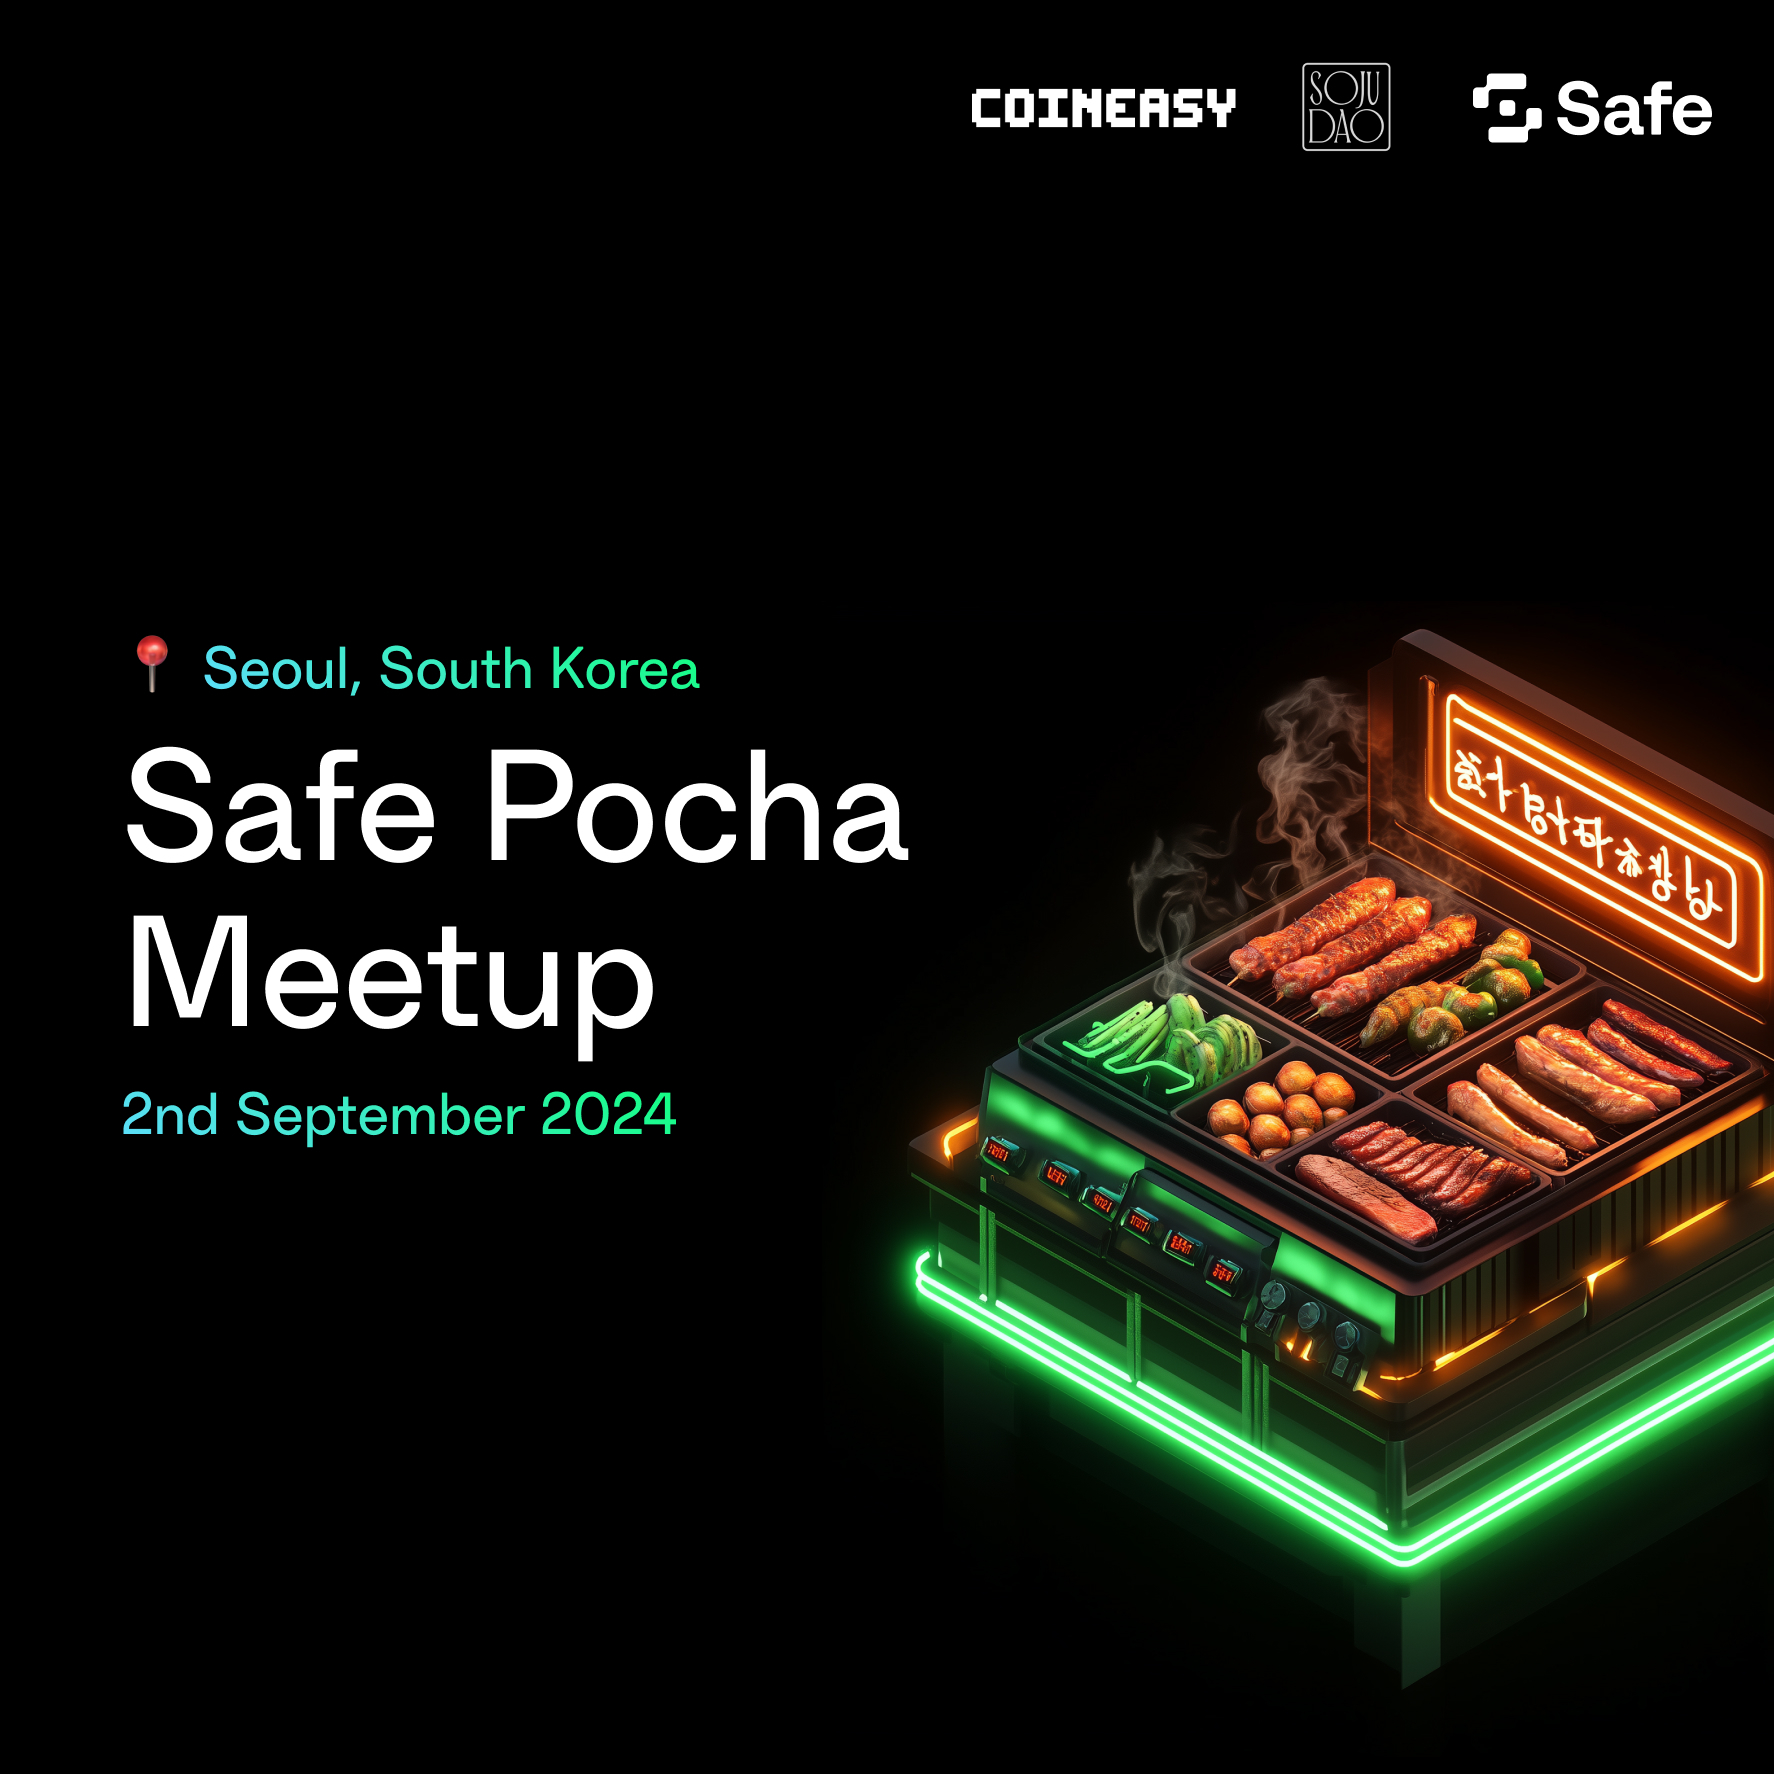 COINEASY
SOJU
DAO
Safe
Seoul, South Korea
Safe Pocha
Meetup
2nd September 2024